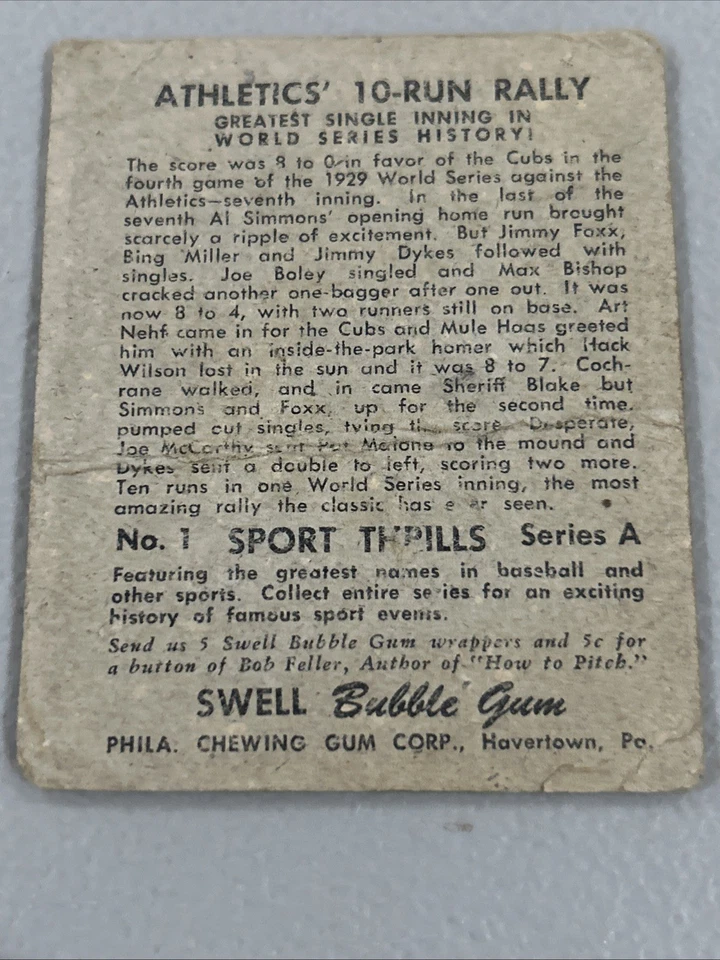 ATHLETICS' 10-RUN RALLY
GREATEST SINGLE INNING IN
WORLD SERIES HISTORY!
The score was 8 to 0 in favor of the Cubs in the
fourth game of the 1929 World Series against the
Athletics—seventh inning. In the last of the
seventh Al Simmons' opening home run brought
scarcely a ripple of excitement. But Jimmy Foxx,
Bing Miller and Jimmy Dykes followed with
singles. Joe Boley singled and Max Bishop
cracked another one-bagger after one out. It was
now 8 to 4, with two runners still on base. Art
Nehf came in for the Cubs and Mule Haas greeted
him with an inside-the-park homer which Hack
Wilson lost in the sun and it was 8 to 7. Coch-
rane walked, and in came Sheriff Blake but
Simmons and Foxx, up for the second time,
pumped out singles, tying the score. Desperate,
Joe McCarthy sent Pat Malone to the mound and
Dykes sent a double to left, scoring two more.
Ten runs in one World Series inning, the most
amazing rally the classic has ever seen.
No. 1 SPORT THRILLS Series A
Featuring the greatest names in baseball and
other sports. Collect entire series for an exciting
history of famous sport events.
Send us 5 Swell Bubble Gum wrappers and 5c for
a button of Bob Feller, Author of "How to Pitch."
SWELL Bubble Gum
PHILA. CHEWING GUM CORP., Havertown, Pa.